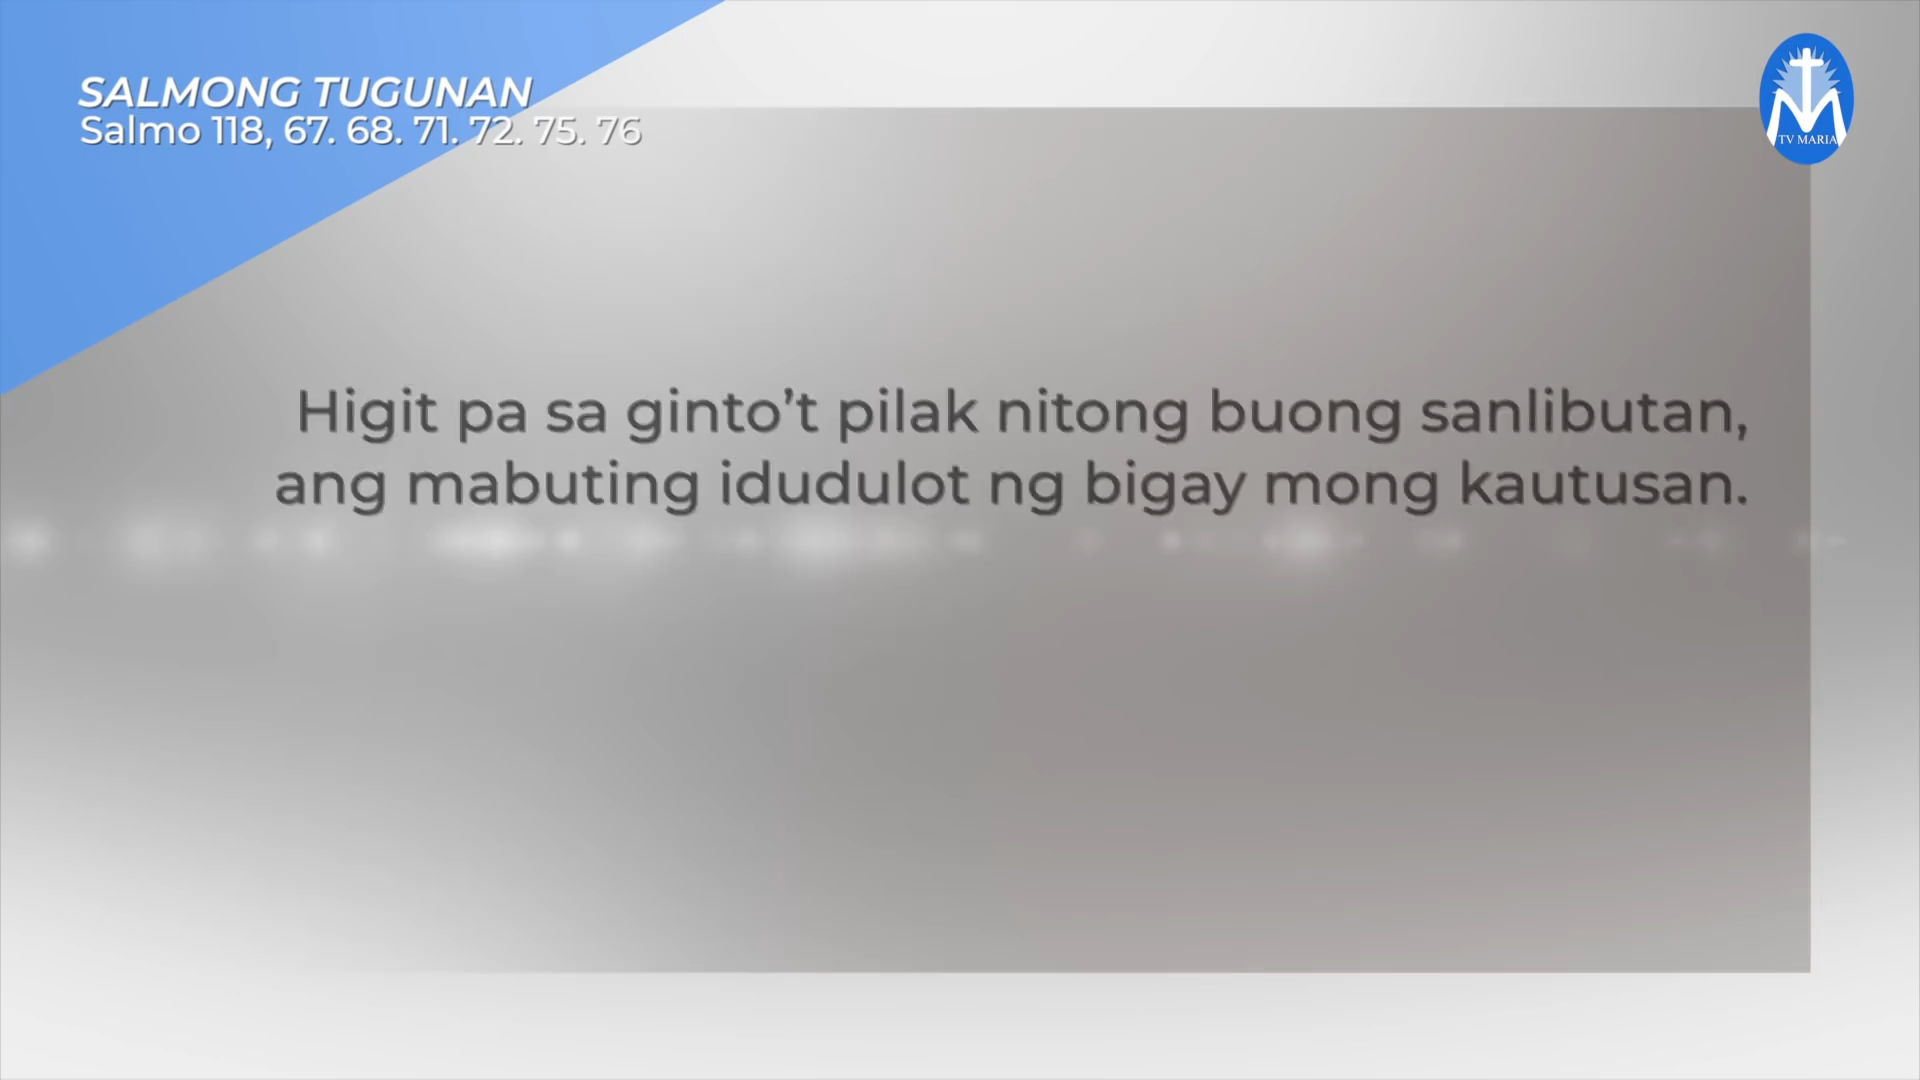 SALMONG TUGUNAN
Salmo 118, 67. 68. 71. 72. 75. 76
TV MARIA
Higit pa sa ginto’t pilak nitong buong sanlibutan,
ang mabuting idudulot ng bigay mong kautusan.